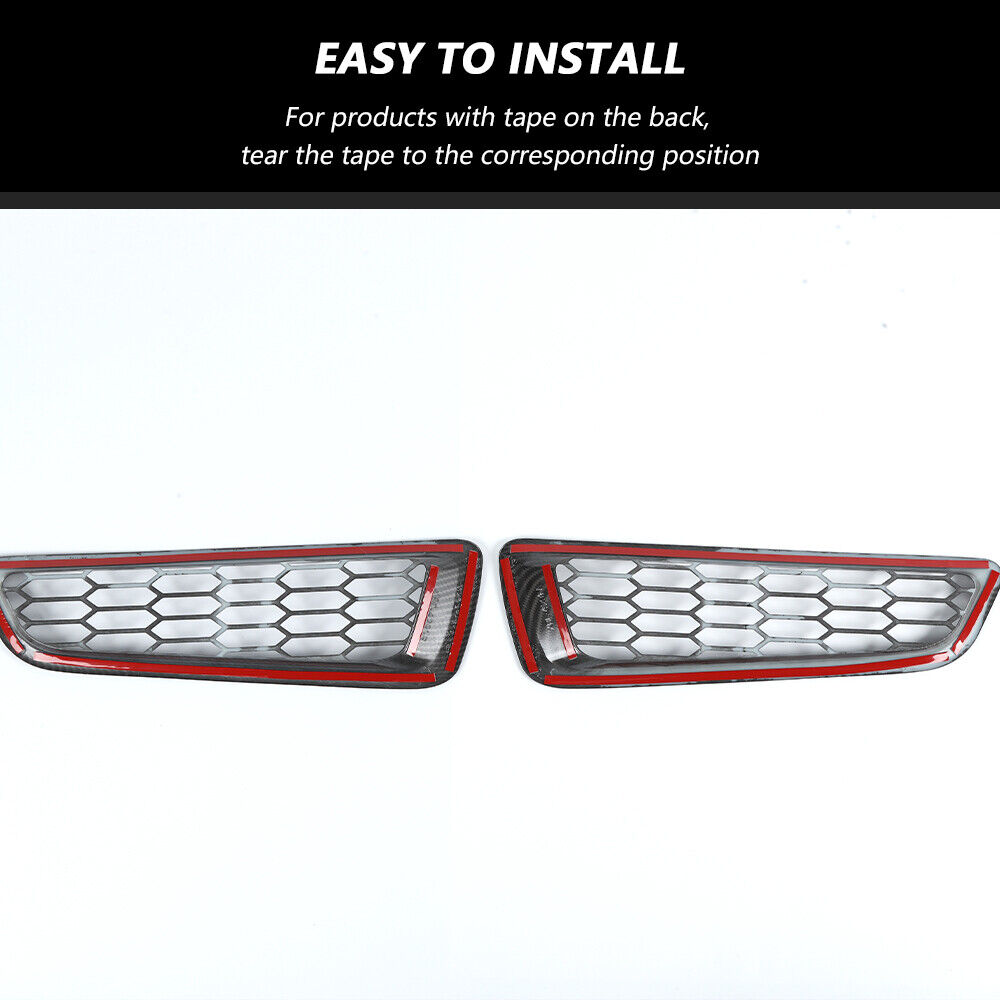 EASY TO INSTALL
For products with tape on the back,
tear the tape to the corresponding position